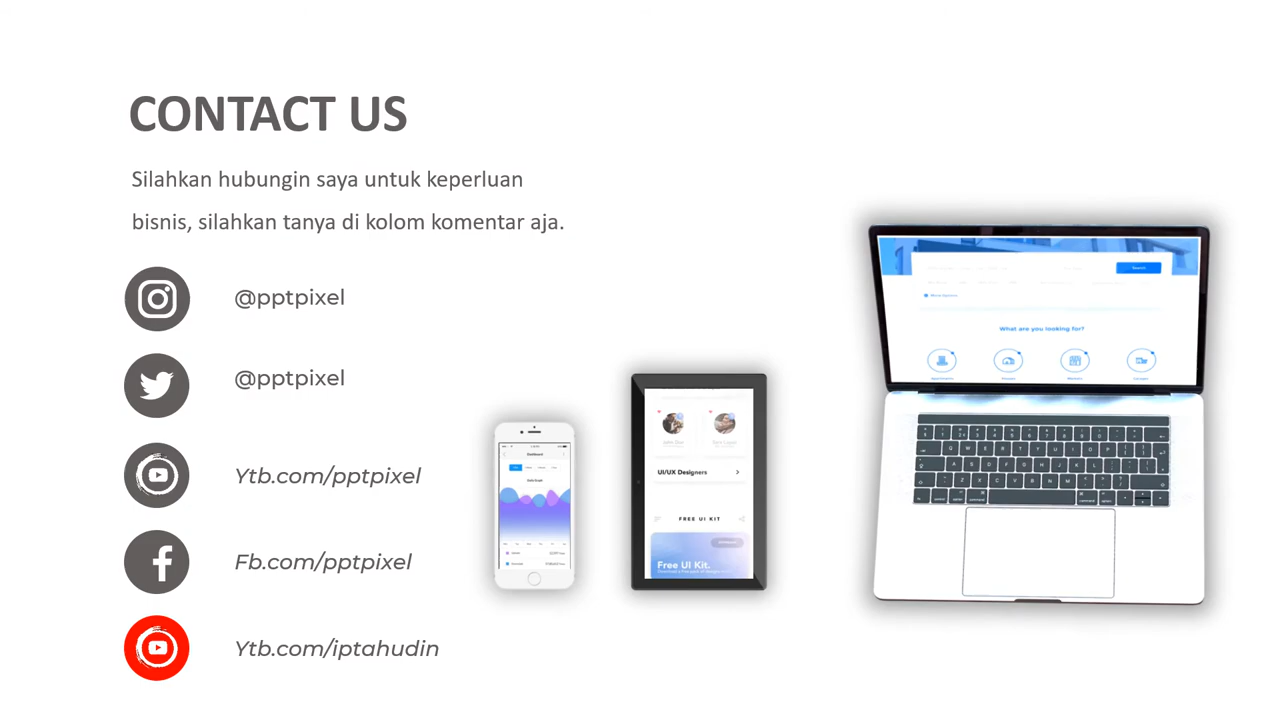 CONTACT US
Silahkan hubungin saya untuk keperluan
bisnis, silahkan tanya di kolom komentar aja.
@pptpixel
@pptpixel
Ytb.com/pptpixel
Fb.com/pptpixel
Ytb.com/iptahudin
Dashboard
UI/UX Designers
FREE UI KIT
Free UI Kit.
Search
What are you looking for?